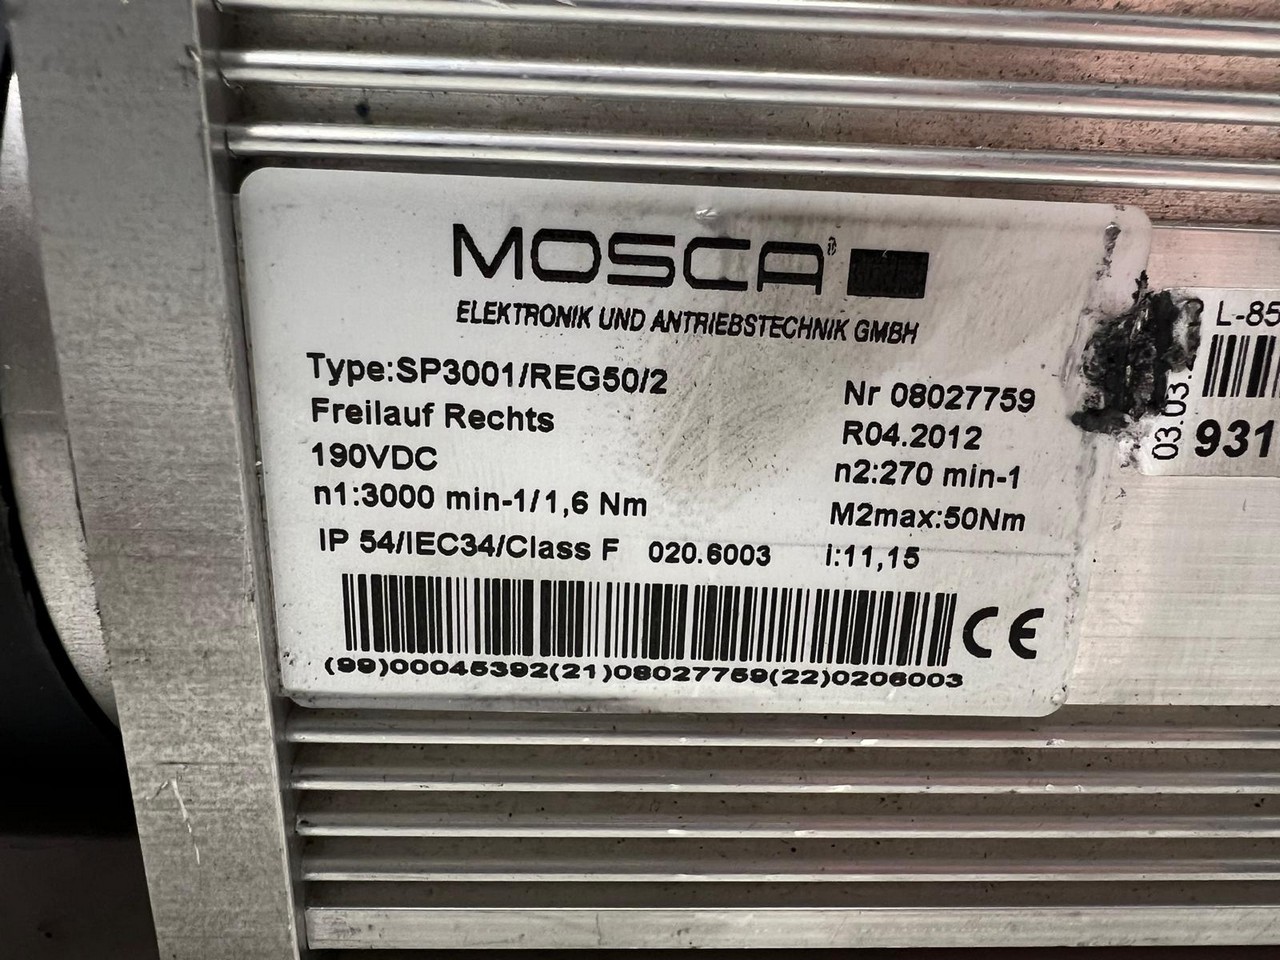 MOSCA®
ELEKTRONIK UND ANTRIEBSTECHNIK GMBH
Type:SP3001/REG50/2
Freilauf Rechts
190VDC
n1:3000 min-1/1,6 Nm
IP 54/IEC34/Class F 020.6003
Nr 08027759
R04.2012
n2:270 min-1
M2max:50Nm
i:11,15
(99)00045392(21)08027759(22)0206003
CE
L-85
03.03.
931